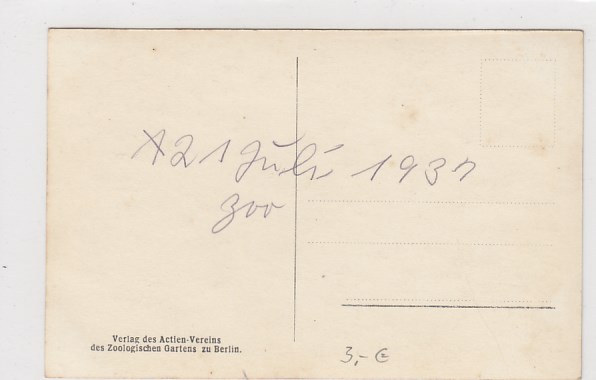 21 Juli 1937
Zoo
Verlag des Actien-Vereins
des Zoologischen Gartens zu Berlin.
3,- €